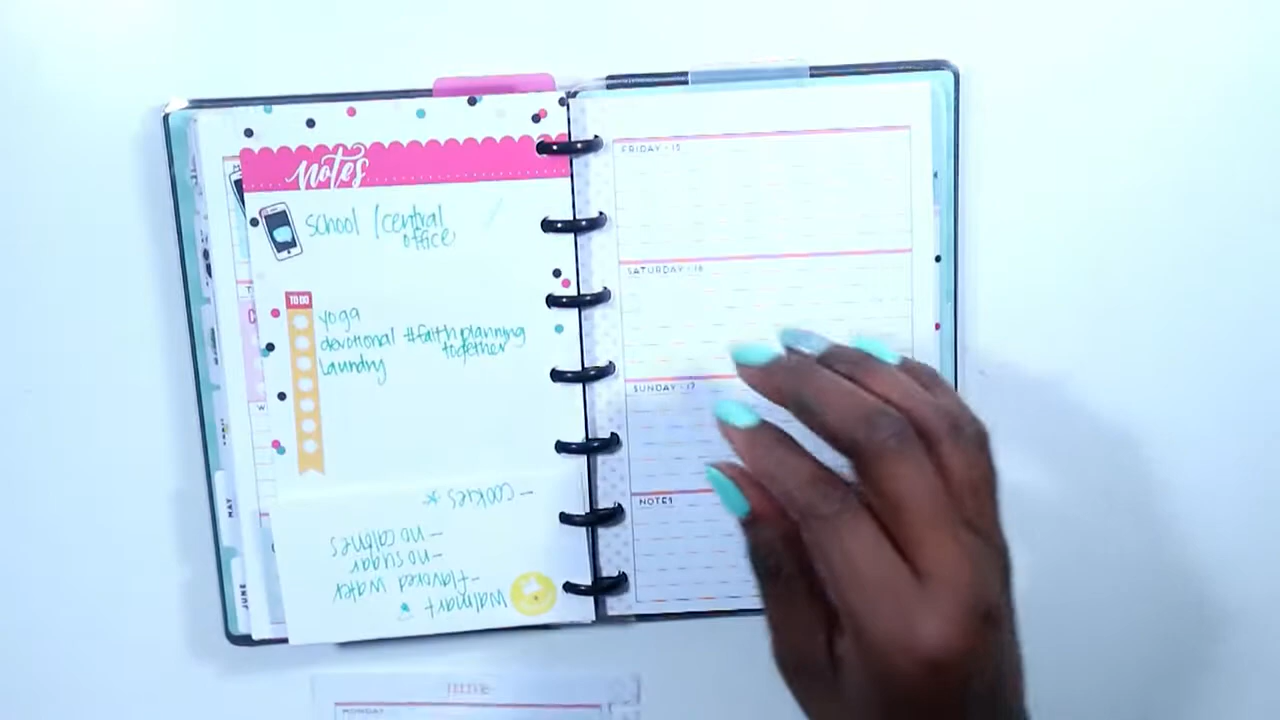 notes
school / central
office
TO DO
yoga
devotional #faithplanning
together
laundry
- cookies *
Walmart
- flavored water
- no sugar
- no calories
MAY
JUNE
FRIDAY · 15
SATURDAY · 16
SUNDAY · 17
NOTES
JUNE
MONDAY